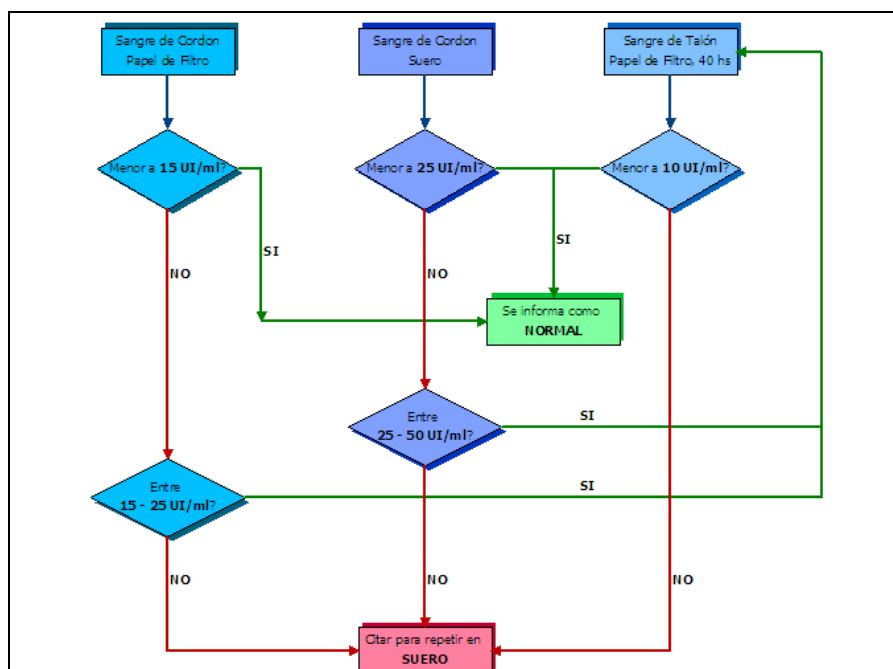 Sangre de Cordon
Papel de Filtro
Sangre de Cordon
Suero
Sangre de Talón
Papel de Filtro, 40 hs
Menor a 15 UI/ml?
Menor a 25 UI/ml?
Menor a 10 UI/ml?
SI
SI
NO
NO
Se informa como
NORMAL
Entre
25 - 50 UI/ml?
SI
Entre
15 - 25 UI/ml?
SI
NO
NO
NO
Citar para repetir en
SUERO